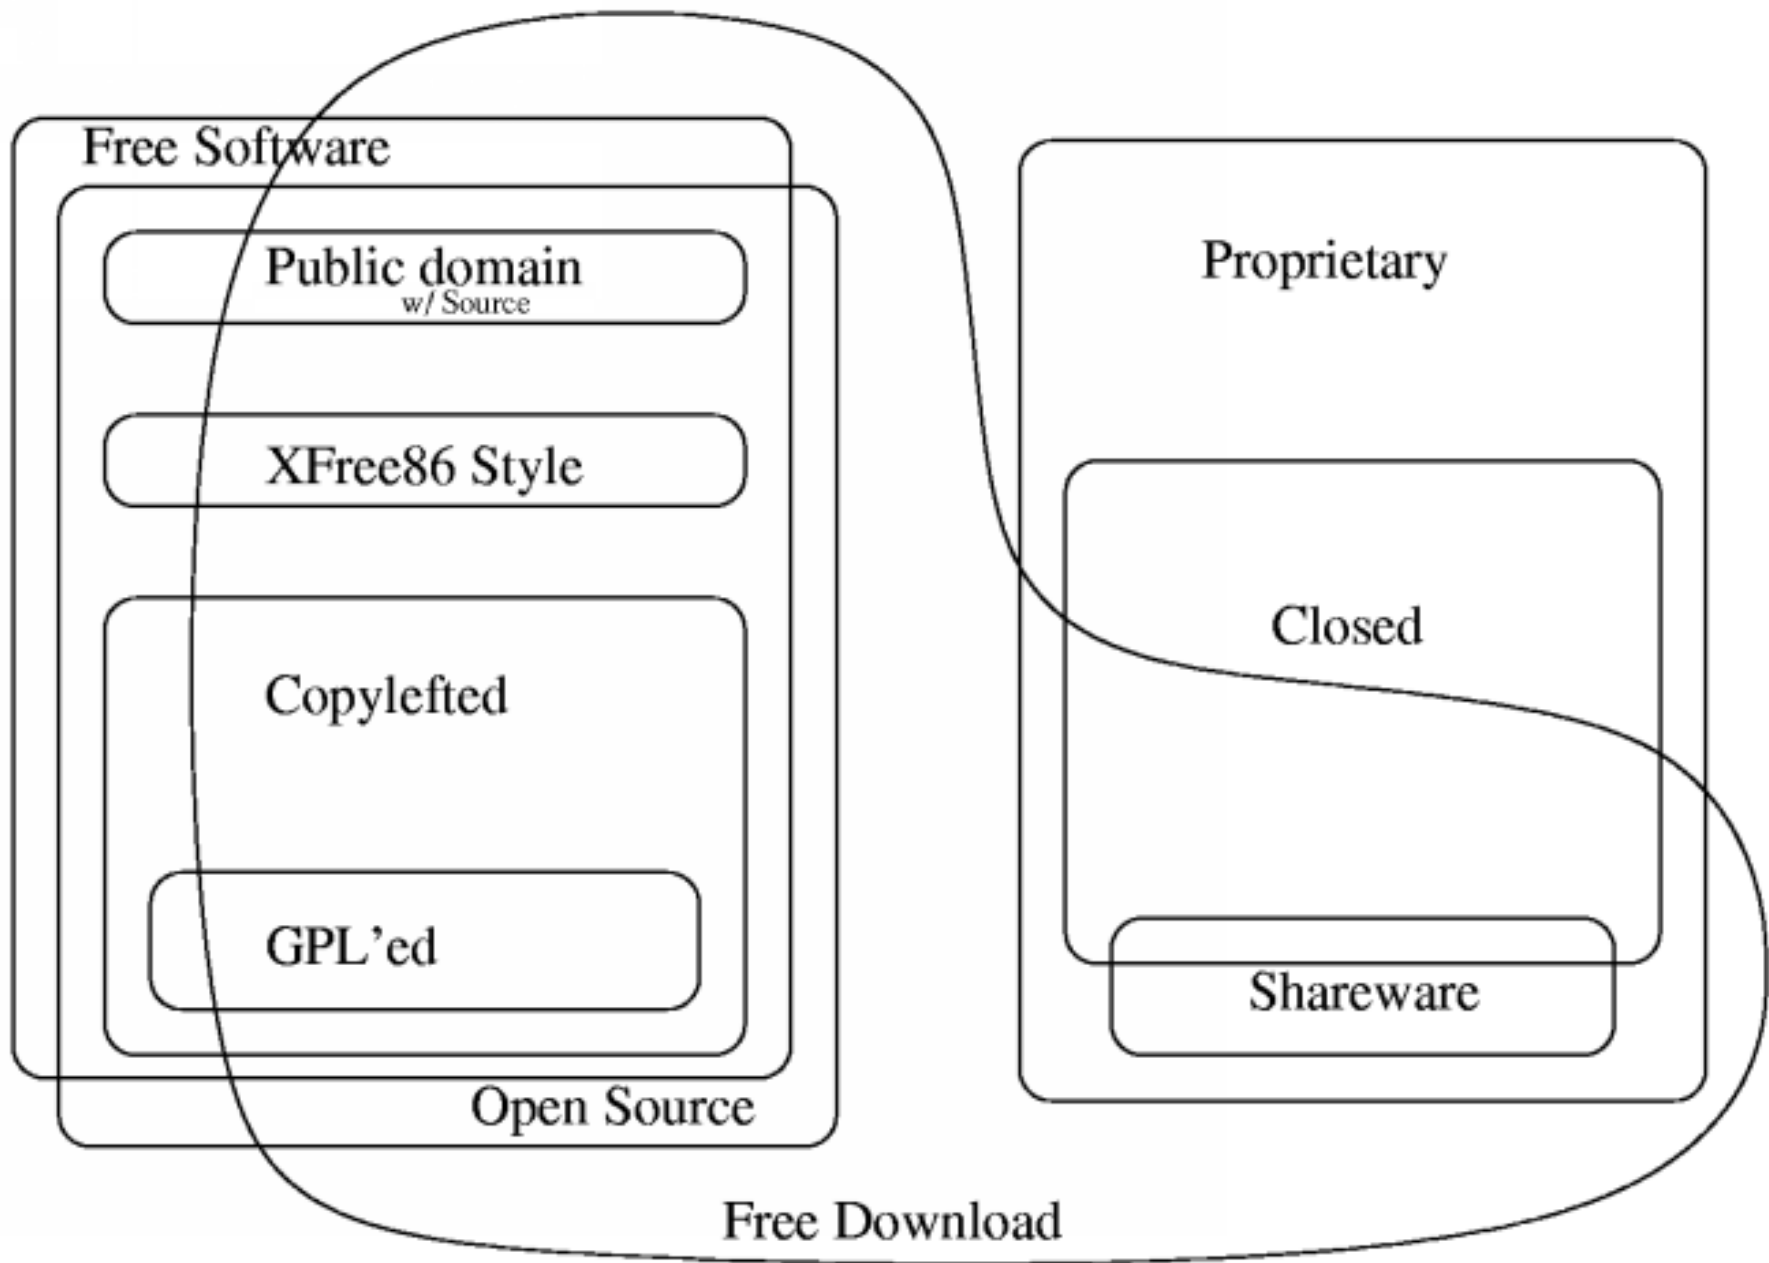 Free Software
Public domain
w/ Source
XFree86 Style
Copylefted
GPL'ed
Open Source
Proprietary
Closed
Shareware
Free Download